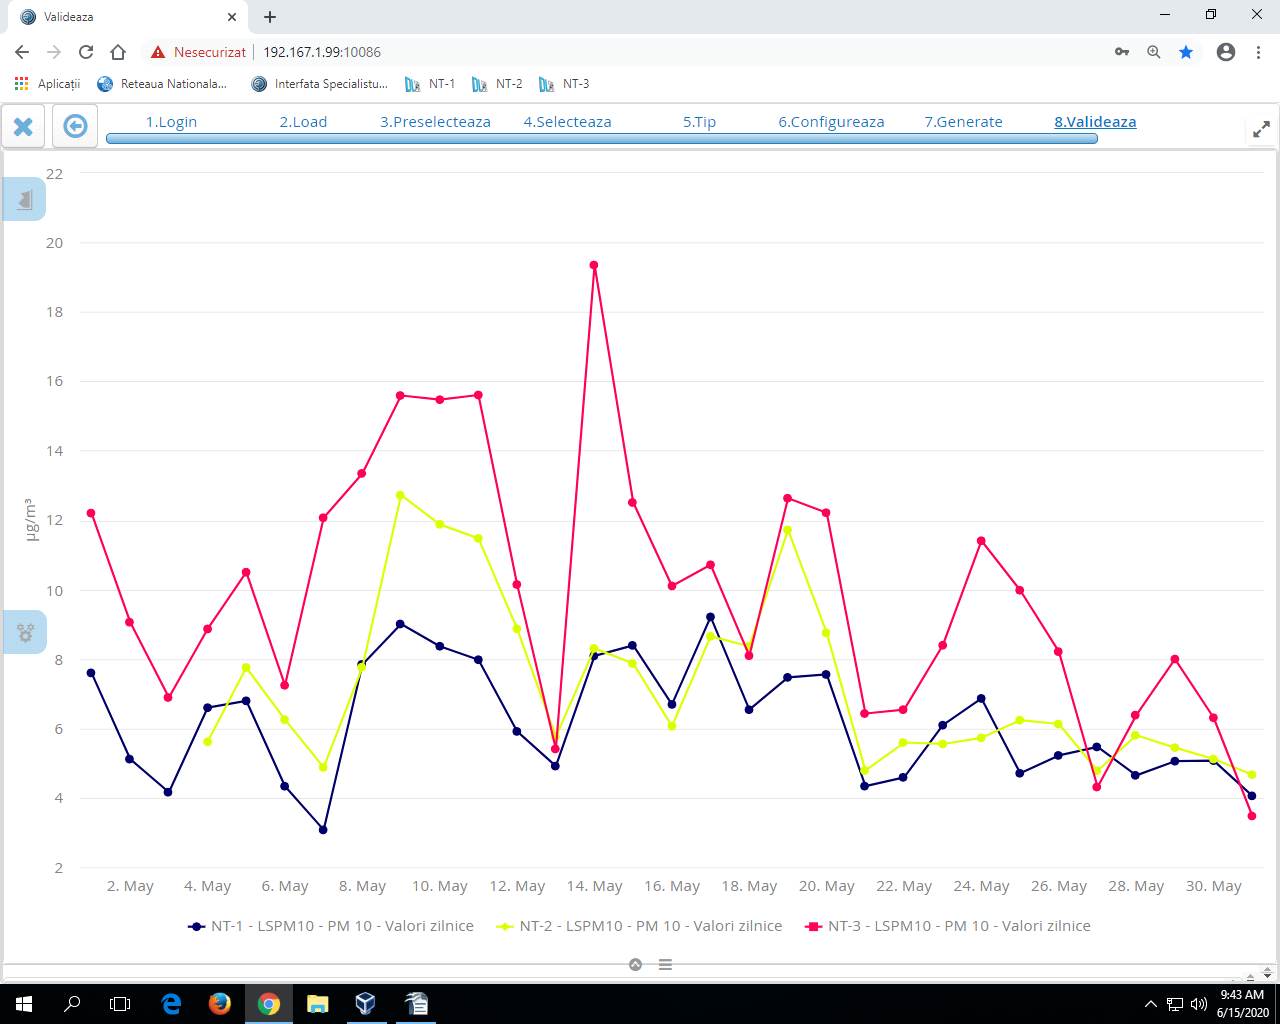 Valideaza
Nesecurizat
192.167.1.99:10086
Aplicații
Reteaua Nationala...
Interfata Specialistu...
NT-1
NT-2
NT-3
1.Login
2.Load
3.Preselecteaza
4.Selecteaza
5.Tip
6.Configureaza
7.Generate
8.Valideaza
22
20
18
16
14
12
10
8
6
4
2
µg/m³
2. May
4. May
6. May
8. May
10. May
12. May
14. May
16. May
18. May
20. May
22. May
24. May
26. May
28. May
30. May
NT-1 - LSPM10 - PM 10 - Valori zilnice
NT-2 - LSPM10 - PM 10 - Valori zilnice
NT-3 - LSPM10 - PM 10 - Valori zilnice
9:43 AM
6/15/2020